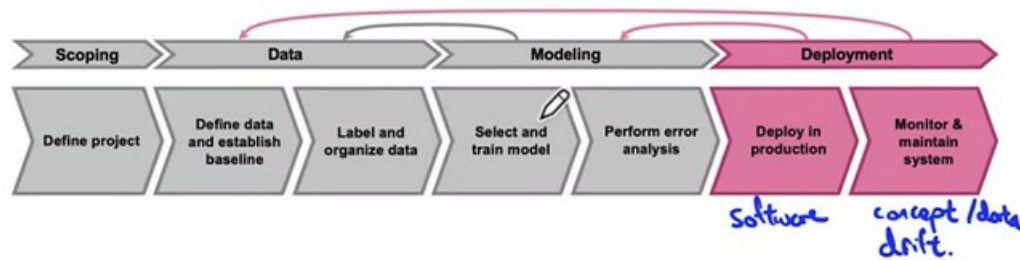 Scoping
Data
Modeling
Deployment
Define project
Define data
and establish
baseline
Label and
organize data
Select and
train model
Perform error
analysis
Deploy in
production
Monitor &
maintain
system
Software
concept/data
drift.